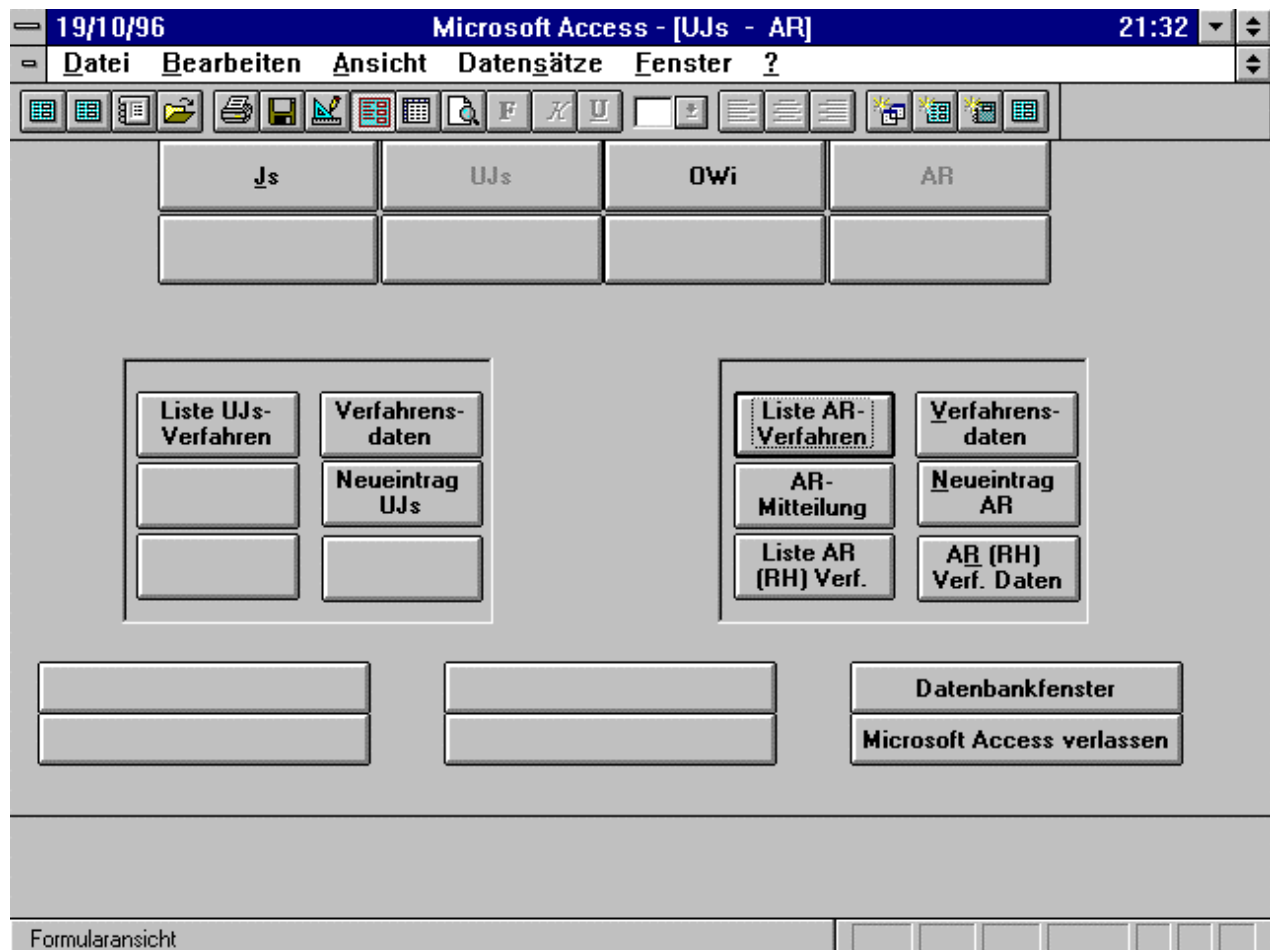 19/10/96 Microsoft Access - [UJs - AR] 21:32
Datei Bearbeiten Ansicht Datensätze Fenster ?
F K U
Js UJs OWi AR
Liste UJs-
Verfahren
Verfahrens-
daten
Neueintrag
UJs
Liste AR-
Verfahren
Verfahrens-
daten
AR-
Mitteilung
Neueintrag
AR
Liste AR
(RH) Verf.
AR (RH)
Verf. Daten
Datenbankfenster
Microsoft Access verlassen
Formularansicht